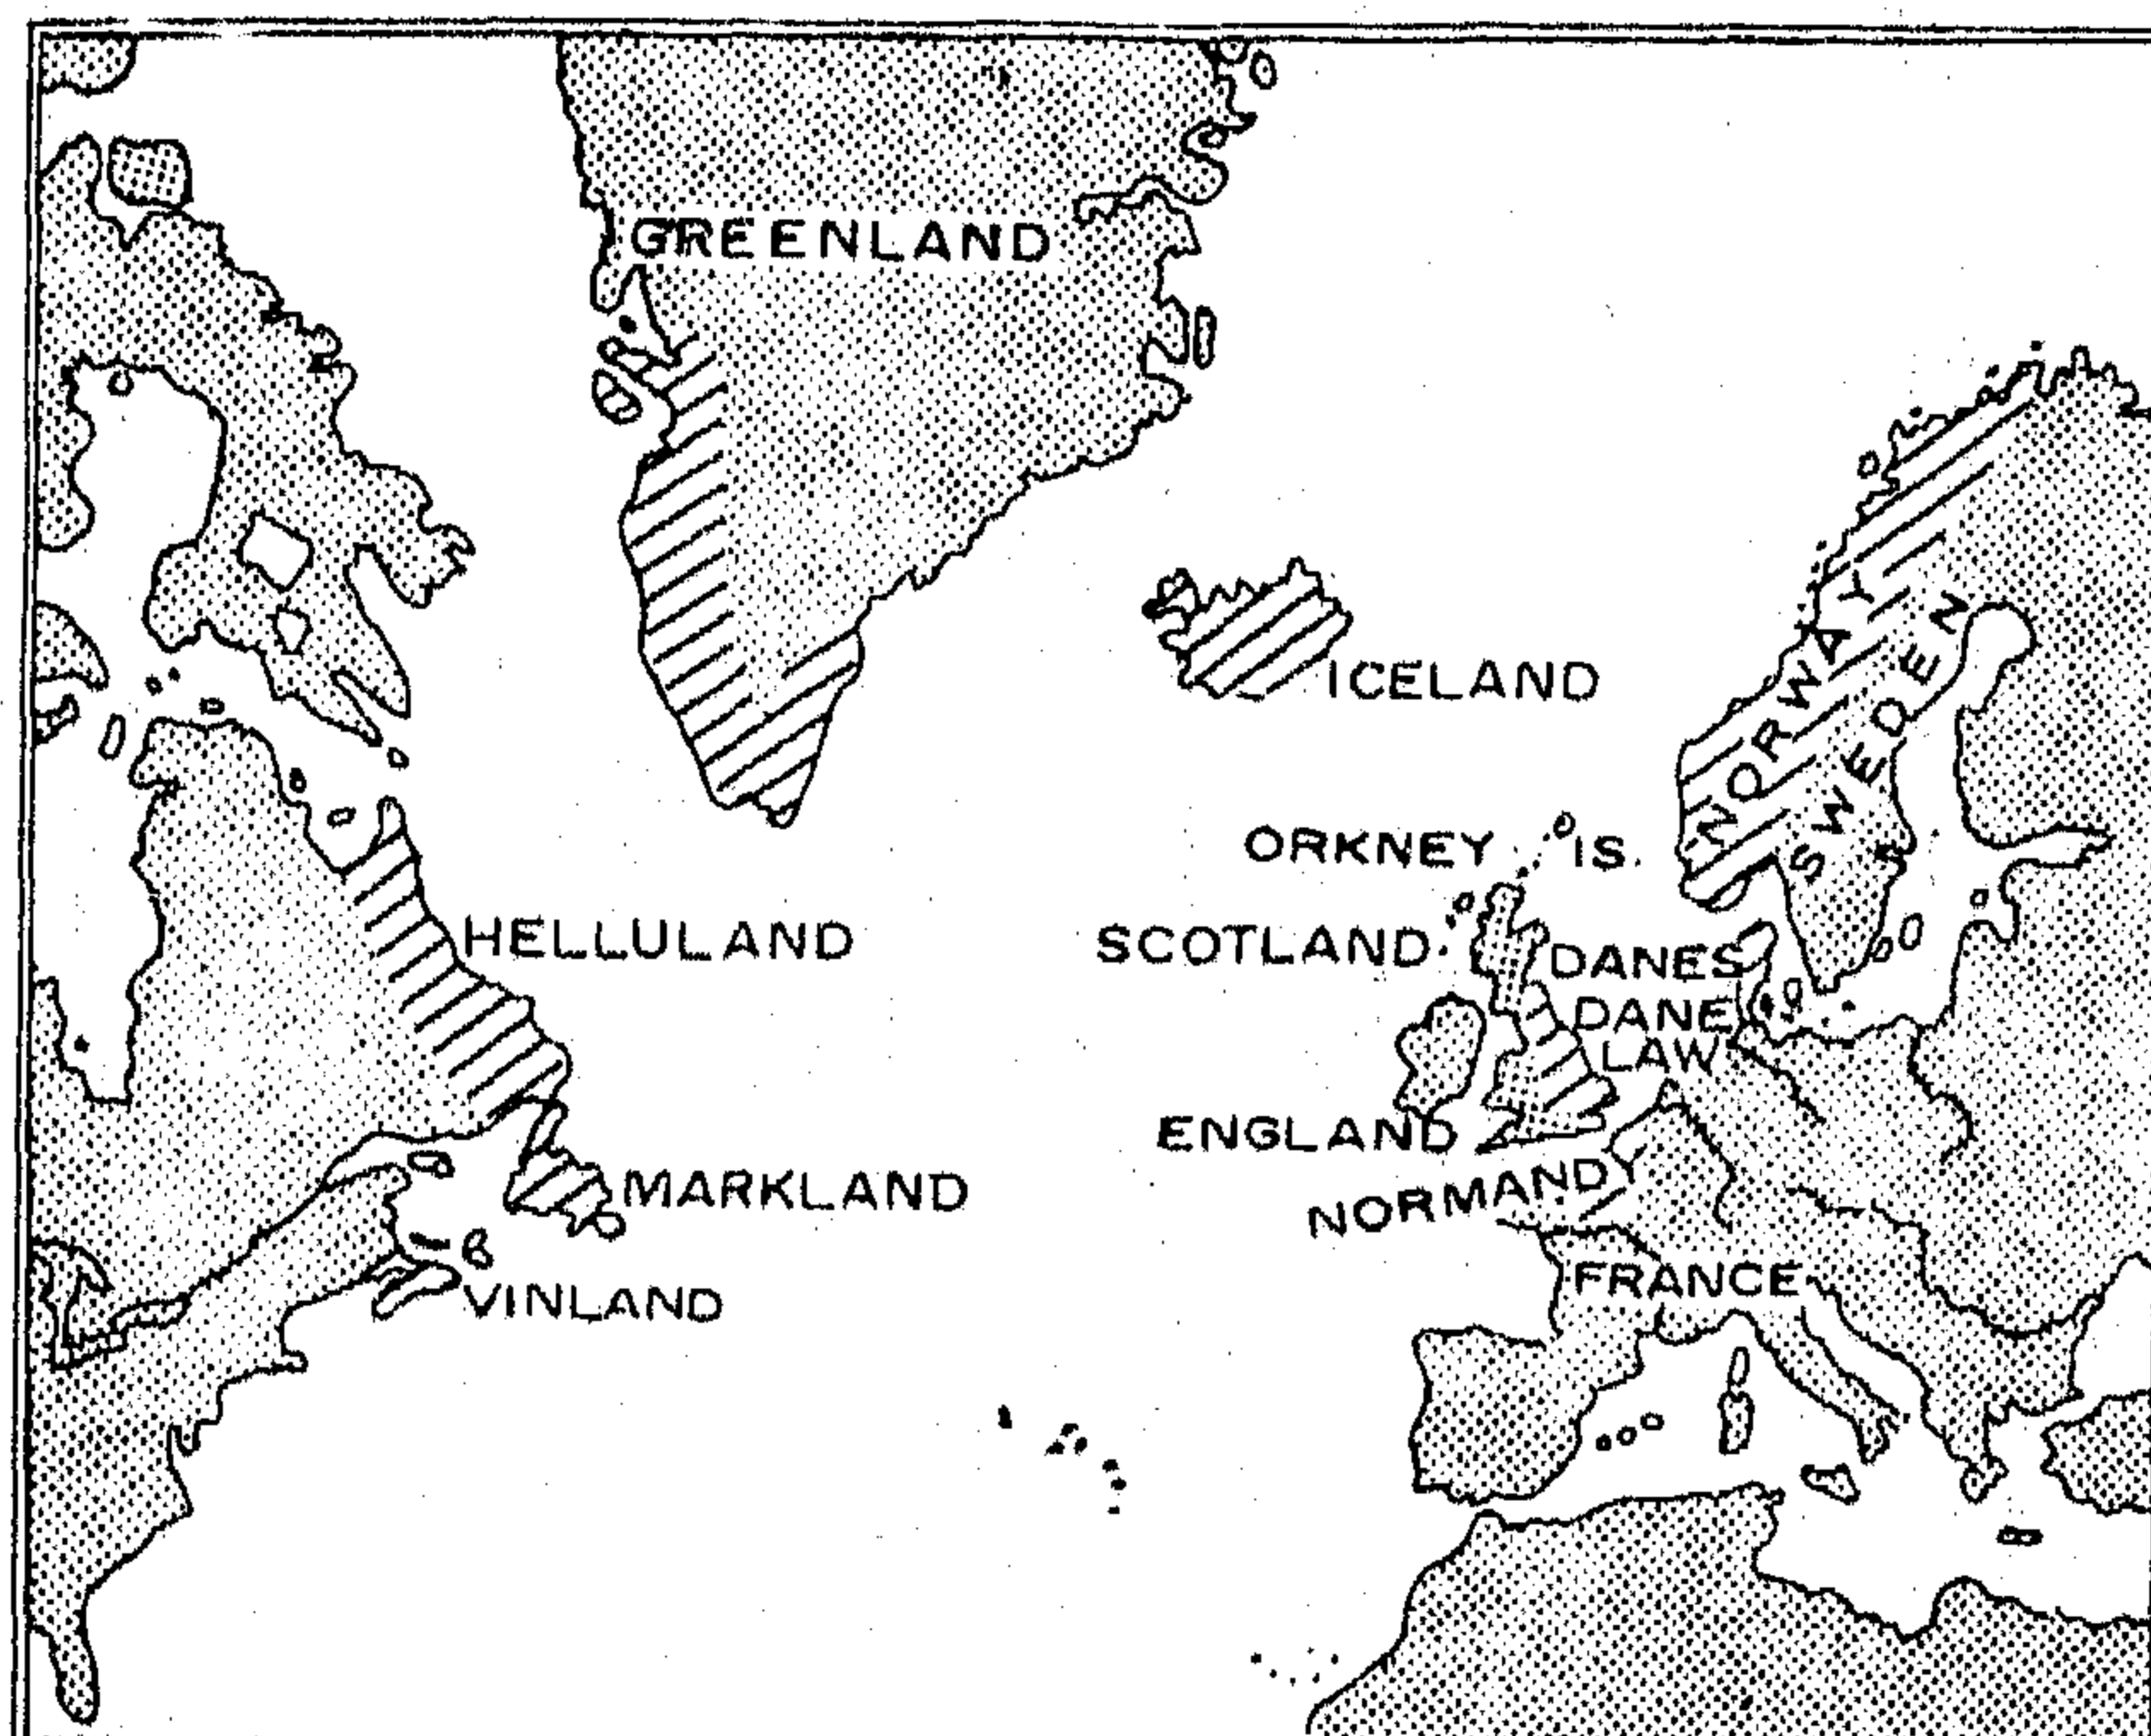 GREENLAND
ICELAND
NORWAY
SWEDEN
ORKNEY IS.
HELLULAND
SCOTLAND
DANES
DANE
LAW
ENGLAND
MARKLAND
NORMANDY
VINLAND
FRANCE